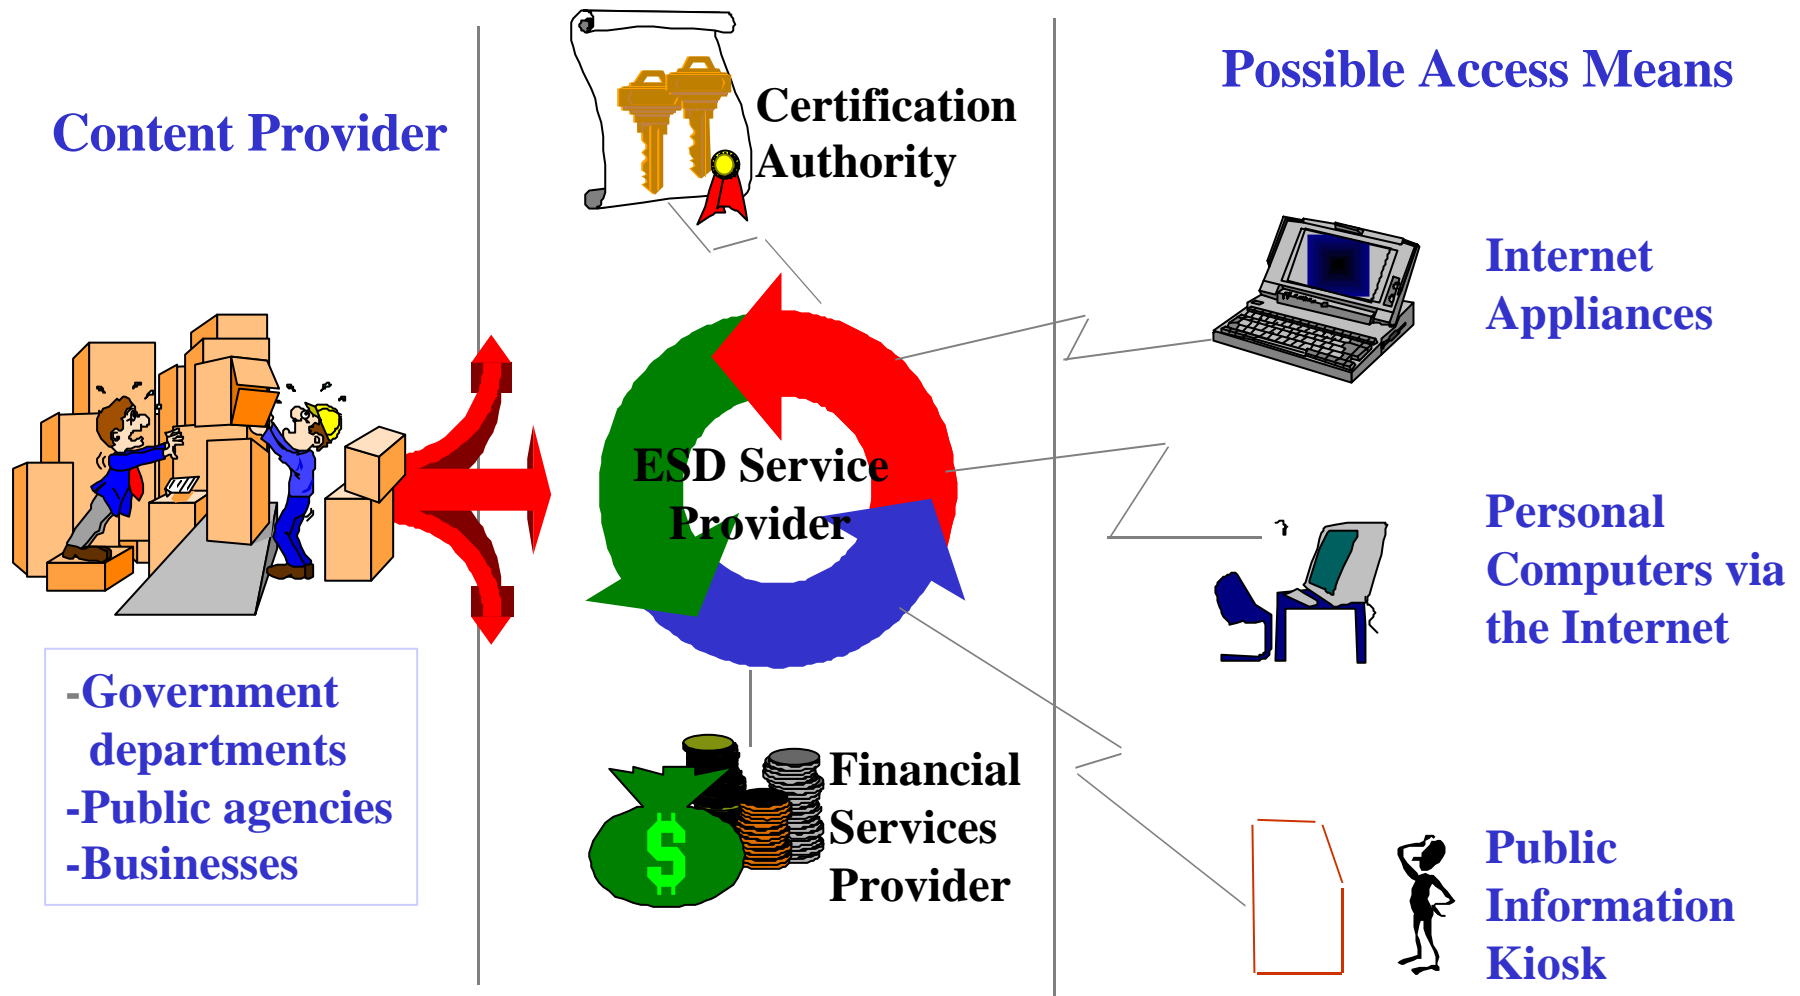 Content Provider
-Government
departments
-Public agencies
-Businesses
Certification
Authority
ESD Service
Provider
$
Financial
Services
Provider
Possible Access Means
Internet
Appliances
Personal
Computers via
the Internet
Public
Information
Kiosk